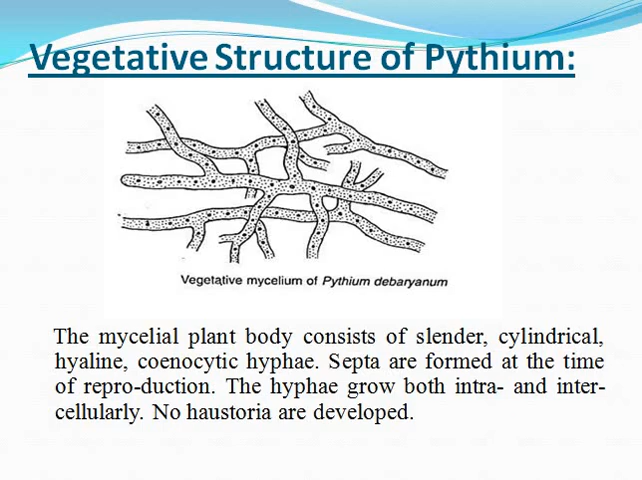 Vegetative Structure of Pythium:
Vegetative mycelium of Pythium debaryanum
The mycelial plant body consists of slender, cylindrical,
hyaline, coenocytic hyphae. Septa are formed at the time
of repro-duction. The hyphae grow both intra- and inter-
cellularly. No haustoria are developed.